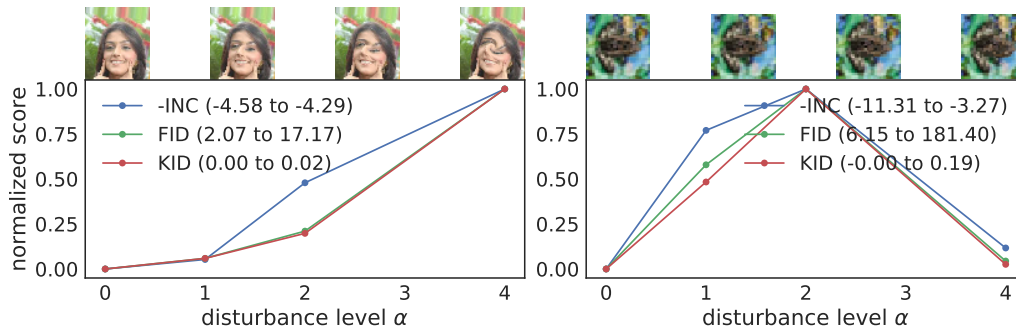 normalized score
1.00
0.75
0.50
0.25
0.00
-INC (-4.58 to -4.29)
FID (2.07 to 17.17)
KID (0.00 to 0.02)
0 1 2 3 4
disturbance level α
1.00
0.75
0.50
0.25
0.00
-INC (-11.31 to -3.27)
FID (6.15 to 181.40)
KID (-0.00 to 0.19)
0 1 2 3 4
disturbance level α